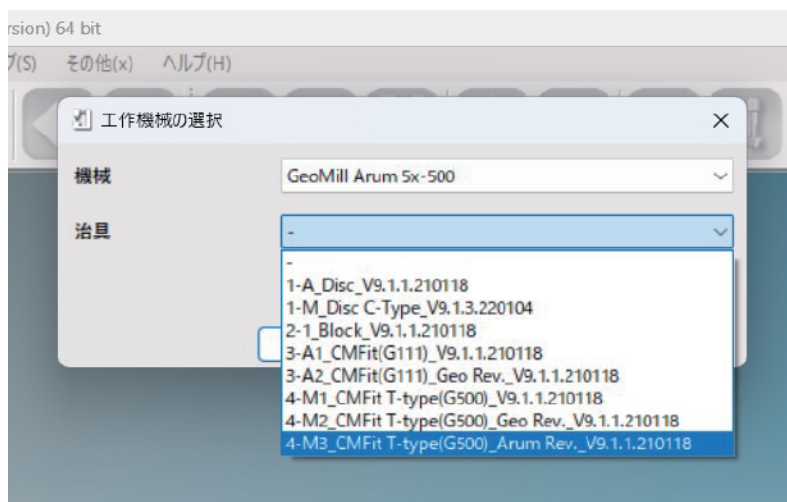 rsion) 64 bit
プ(S) その他(x) ヘルプ(H)
工作機械の選択
機械 GeoMill Arum 5x-500
治具 -
-
1-A_Disc_V9.1.1.210118
1-M_Disc C-Type_V9.1.3.220104
2-1_Block_V9.1.1.210118
3-A1_CMFit(G111)_V9.1.1.210118
3-A2_CMFit(G111)_Geo Rev._V9.1.1.210118
4-M1_CMFit T-type(G500)_V9.1.1.210118
4-M2_CMFit T-type(G500)_Geo Rev._V9.1.1.210118
4-M3_CMFit T-type(G500)_Arum Rev._V9.1.1.210118